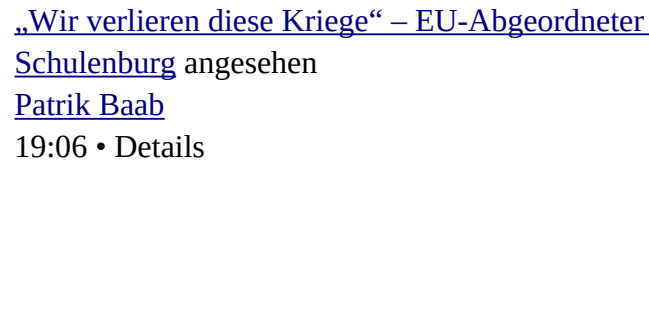 „Wir verlieren diese Kriege“ – EU-Abgeordneter
Schulenburg angesehen
Patrik Baab
19:06 • Details